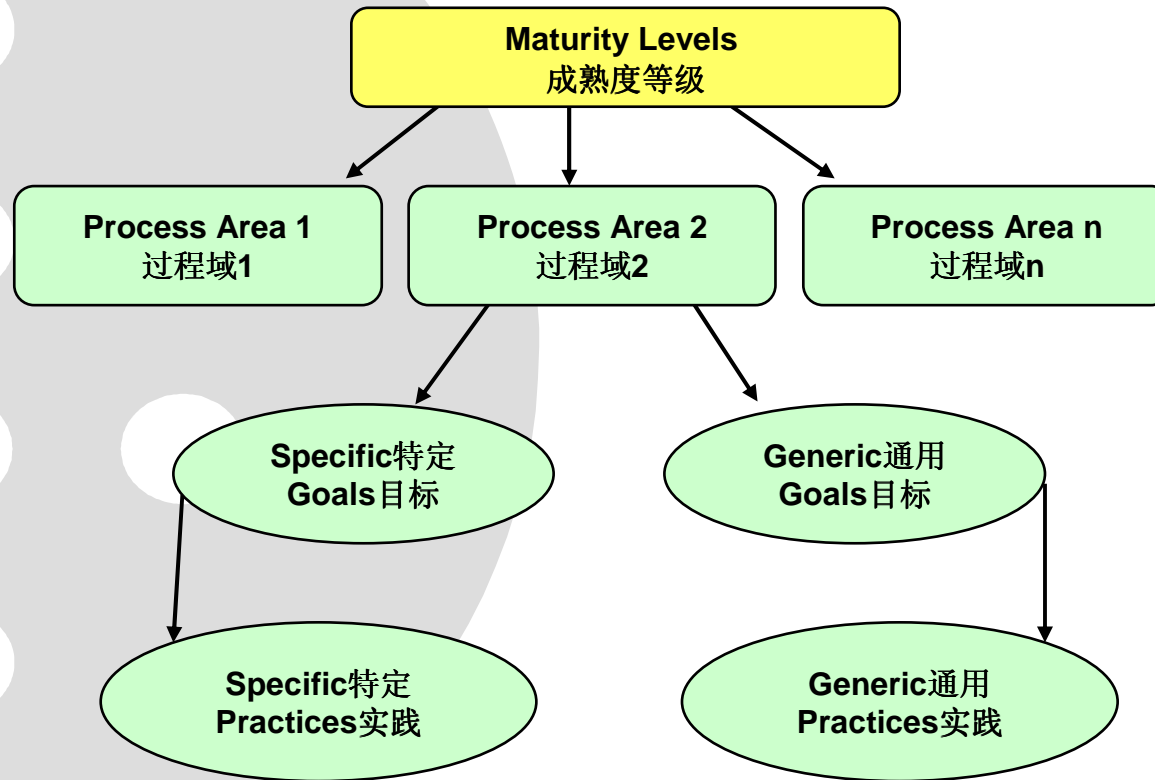 Maturity Levels
成熟度等级
Process Area 1
过程域1
Process Area 2
过程域2
Process Area n
过程域n
Specific特定
Goals目标
Generic通用
Goals目标
Specific特定
Practices实践
Generic通用
Practices实践